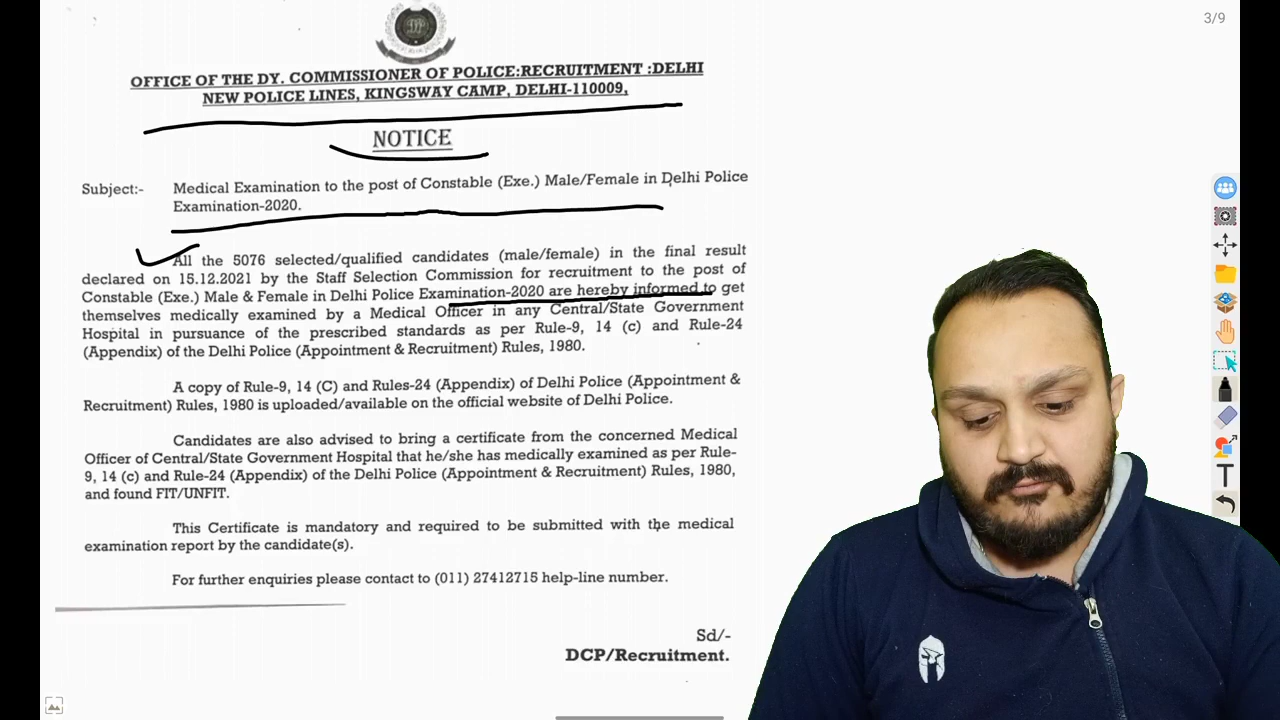 3/9
OFFICE OF THE DY. COMMISSIONER OF POLICE:RECRUITMENT :DELHI
NEW POLICE LINES, KINGSWAY CAMP, DELHI-110009,
NOTICE
Subject:- Medical Examination to the post of Constable (Exe.) Male/Female in Delhi Police
Examination-2020.
All the 5076 selected/qualified candidates (male/female) in the final result
declared on 15.12.2021 by the Staff Selection Commission for recruitment to the post of
Constable (Exe.) Male & Female in Delhi Police Examination-2020 are hereby informed to get
themselves medically examined by a Medical Officer in any Central/State Government
Hospital in pursuance of the prescribed standards as per Rule-9, 14 (c) and Rule-24
(Appendix) of the Delhi Police (Appointment & Recruitment) Rules, 1980.
A copy of Rule-9, 14 (C) and Rules-24 (Appendix) of Delhi Police (Appointment &
Recruitment) Rules, 1980 is uploaded/available on the official website of Delhi Police.
Candidates are also advised to bring a certificate from the concerned Medical
Officer of Central/State Government Hospital that he/she has medically examined as per Rule-
9, 14 (c) and Rule-24 (Appendix) of the Delhi Police (Appointment & Recruitment) Rules, 1980,
and found FIT/UNFIT.
This Certificate is mandatory and required to be submitted with the medical
examination report by the candidate(s).
For further enquiries please contact to (011) 27412715 help-line number.
Sd/-
DCP/Recruitment.
T